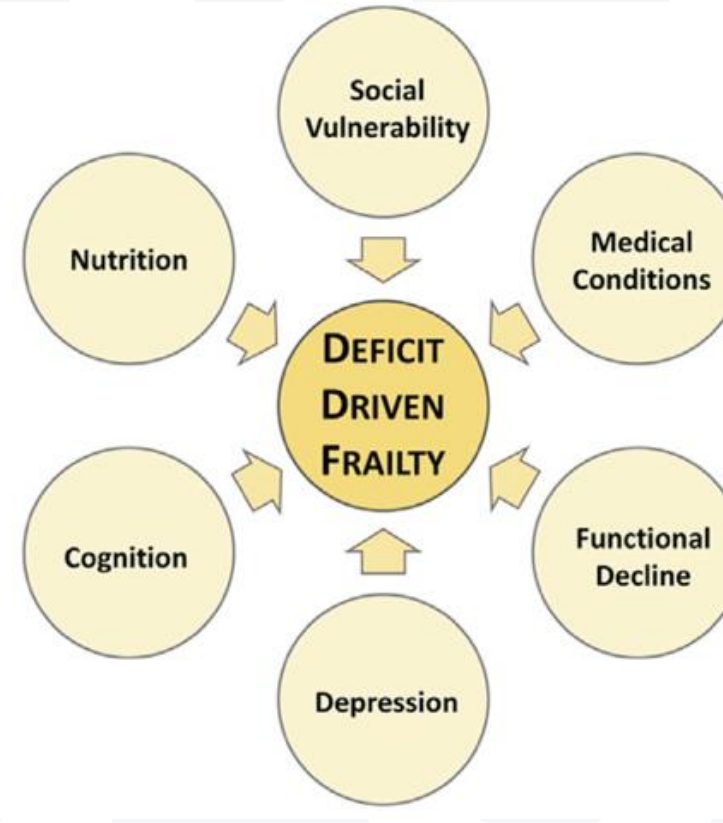 Social
Vulnerability
Nutrition
Medical
Conditions
DEFICIT
DRIVEN
FRAILTY
Cognition
Functional
Decline
Depression